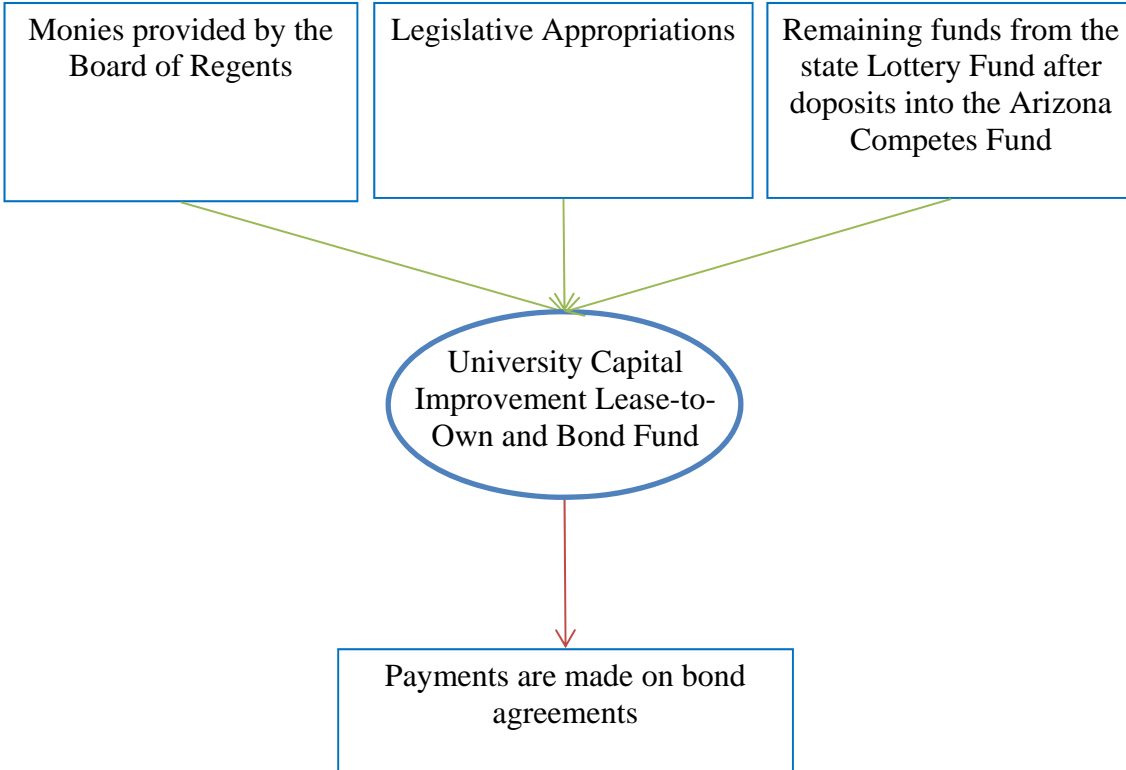 Monies provided by the
Board of Regents
Legislative Appropriations
Remaining funds from the
state Lottery Fund after
doposits into the Arizona
Competes Fund
University Capital
Improvement Lease-to-
Own and Bond Fund
Payments are made on bond
agreements